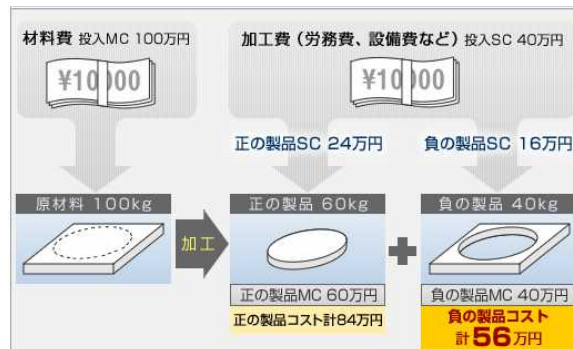 材料費 投入MC 100万円
加工費（労務費、設備費など）投入SC 40万円
¥10000
¥10000
正の製品SC 24万円
負の製品SC 16万円
原材料 100kg
加工
正の製品 60kg
負の製品 40kg
正の製品MC 60万円
負の製品MC 40万円
正の製品コスト計84万円
負の製品コスト
計56万円